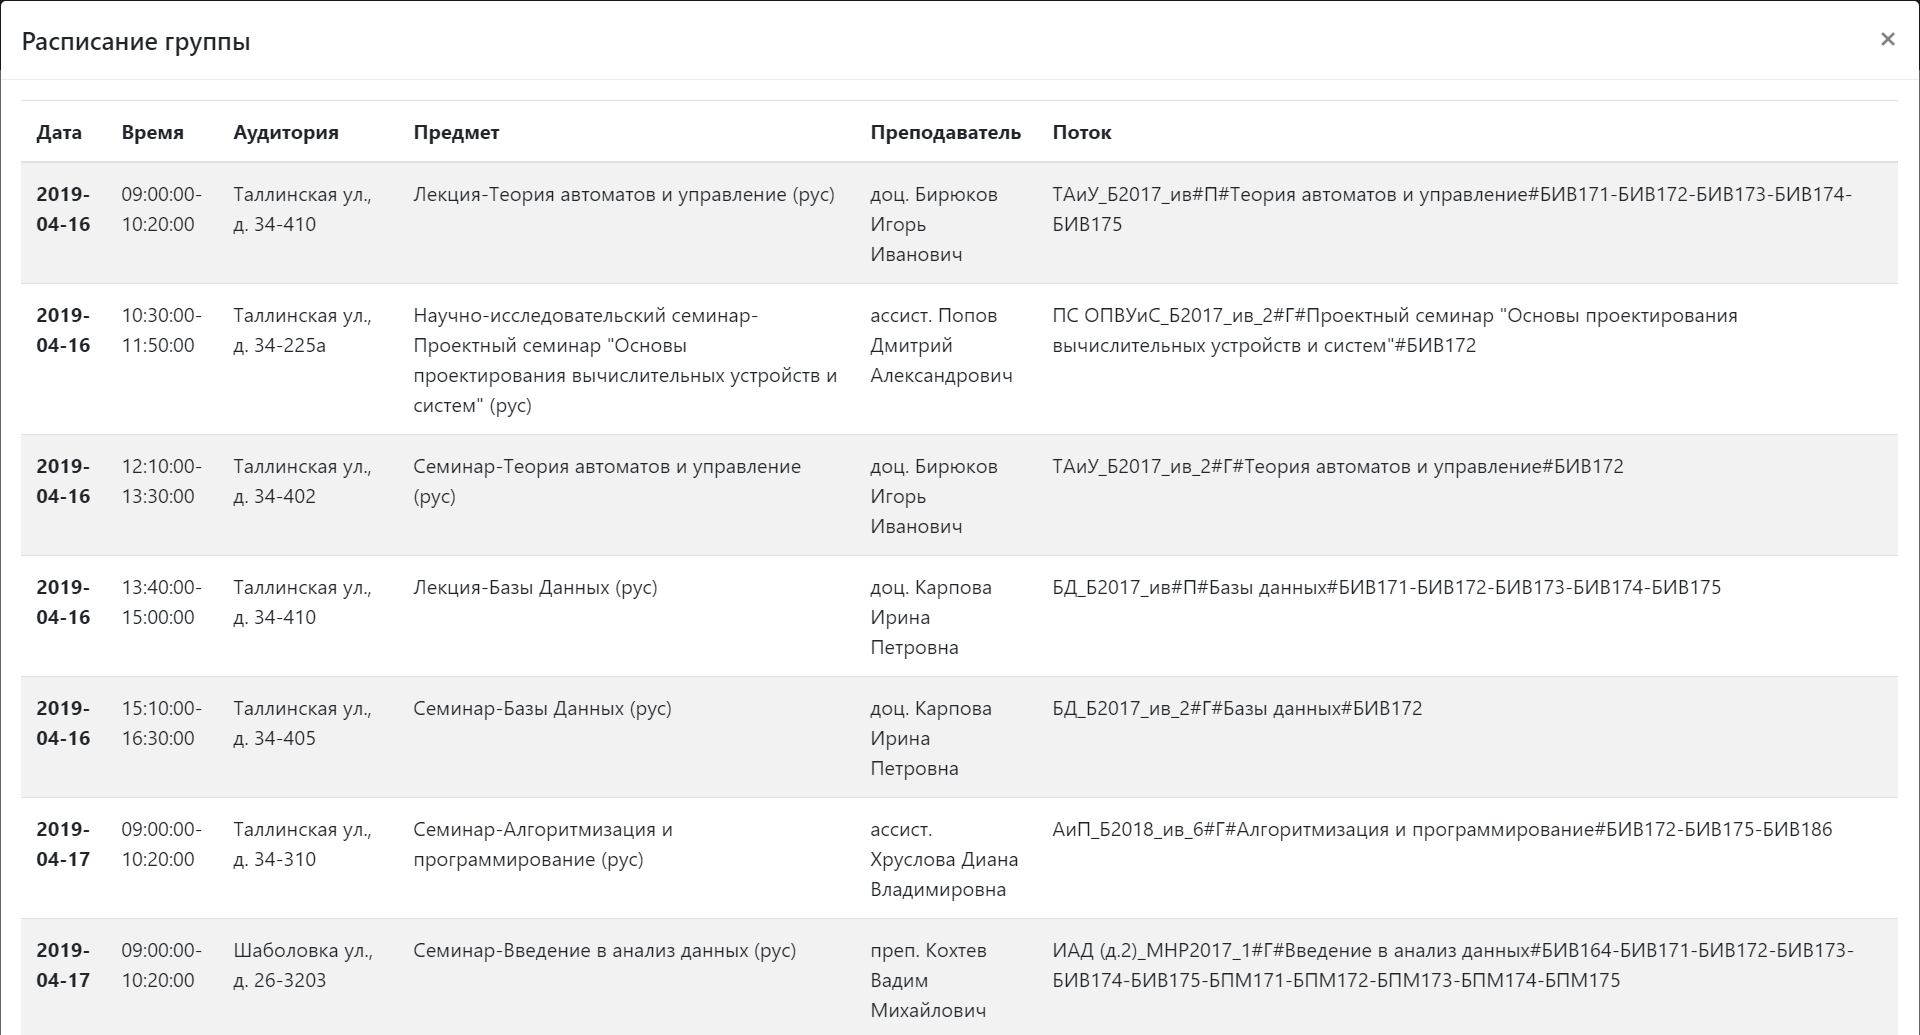 Расписание группы ×
Дата Время Аудитория Предмет Преподаватель Поток
2019- 09:00:00- Таллинская ул., Лекция-Теория автоматов и управление (рус) доц. Бирюков ТАиУ_Б2017_ив#П#Теория автоматов и управление#БИВ171-БИВ172-БИВ173-БИВ174-
04-16 10:20:00 д. 34-410 Игорь БИВ175
Иванович
2019- 10:30:00- Таллинская ул., Научно-исследовательский семинар- ассист. Попов ПС ОПВУиС_Б2017_ив_2#Г#Проектный семинар "Основы проектирования
04-16 11:50:00 д. 34-225а Проектный семинар "Основы Дмитрий вычислительных устройств и систем"#БИВ172
проектирования вычислительных устройств и Александрович
систем" (рус)
2019- 12:10:00- Таллинская ул., Семинар-Теория автоматов и управление доц. Бирюков ТАиУ_Б2017_ив_2#Г#Теория автоматов и управление#БИВ172
04-16 13:30:00 д. 34-402 (рус) Игорь
Иванович
2019- 13:40:00- Таллинская ул., Лекция-Базы Данных (рус) доц. Карпова БД_Б2017_ив#П#Базы данных#БИВ171-БИВ172-БИВ173-БИВ174-БИВ175
04-16 15:00:00 д. 34-410 Ирина
Петровна
2019- 15:10:00- Таллинская ул., Семинар-Базы Данных (рус) доц. Карпова БД_Б2017_ив_2#Г#Базы данных#БИВ172
04-16 16:30:00 д. 34-405 Ирина
Петровна
2019- 09:00:00- Таллинская ул., Семинар-Алгоритмизация и ассист. АиП_Б2018_ив_6#Г#Алгоритмизация и программирование#БИВ172-БИВ175-БИВ186
04-17 10:20:00 д. 34-310 программирование (рус) Хруслова Диана
Владимировна
2019- 09:00:00- Шаболовка ул., Семинар-Введение в анализ данных (рус) преп. Кохтев ИАД (д.2)_МНР2017_1#Г#Введение в анализ данных#БИВ164-БИВ171-БИВ172-БИВ173-
04-17 10:20:00 д. 26-3203 Вадим БИВ174-БИВ175-БПМ171-БПМ172-БПМ173-БПМ174-БПМ175
Михайлович